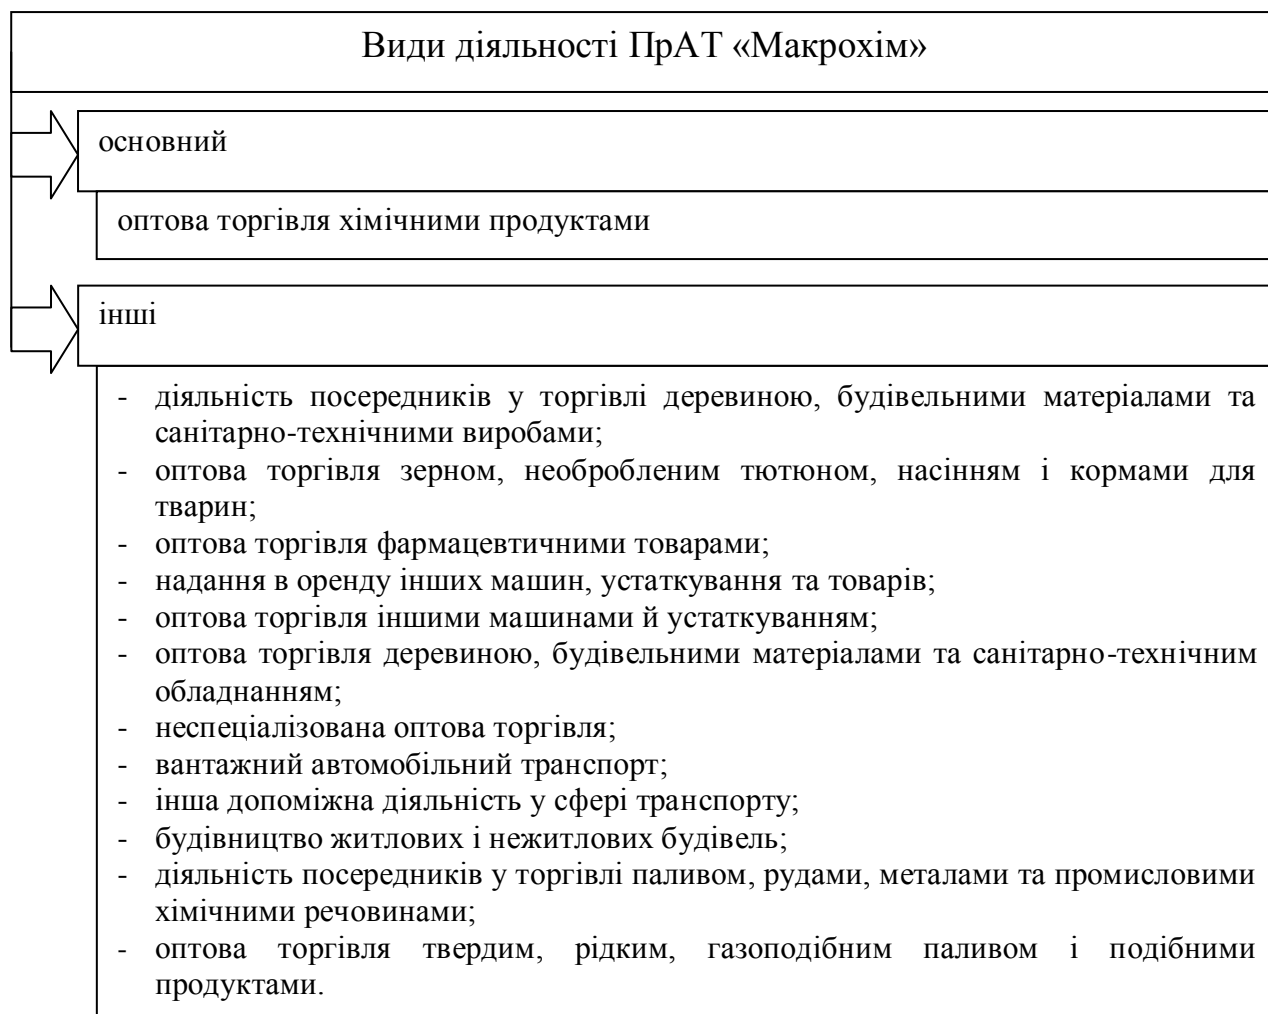 Види діяльності ПрАТ «Макрохім»
основний
оптова торгівля хімічними продуктами
інші
- діяльність посередників у торгівлі деревиною, будівельними матеріалами та
санітарно-технічними виробами;
- оптова торгівля зерном, необробленим тютюном, насінням і кормами для
тварин;
- оптова торгівля фармацевтичними товарами;
- надання в оренду інших машин, устаткування та товарів;
- оптова торгівля іншими машинами й устаткуванням;
- оптова торгівля деревиною, будівельними матеріалами та санітарно-технічним
обладнанням;
- неспеціалізована оптова торгівля;
- вантажний автомобільний транспорт;
- інша допоміжна діяльність у сфері транспорту;
- будівництво житлових і нежитлових будівель;
- діяльність посередників у торгівлі паливом, рудами, металами та промисловими
хімічними речовинами;
- оптова торгівля твердим, рідким, газоподібним паливом і подібними
продуктами.